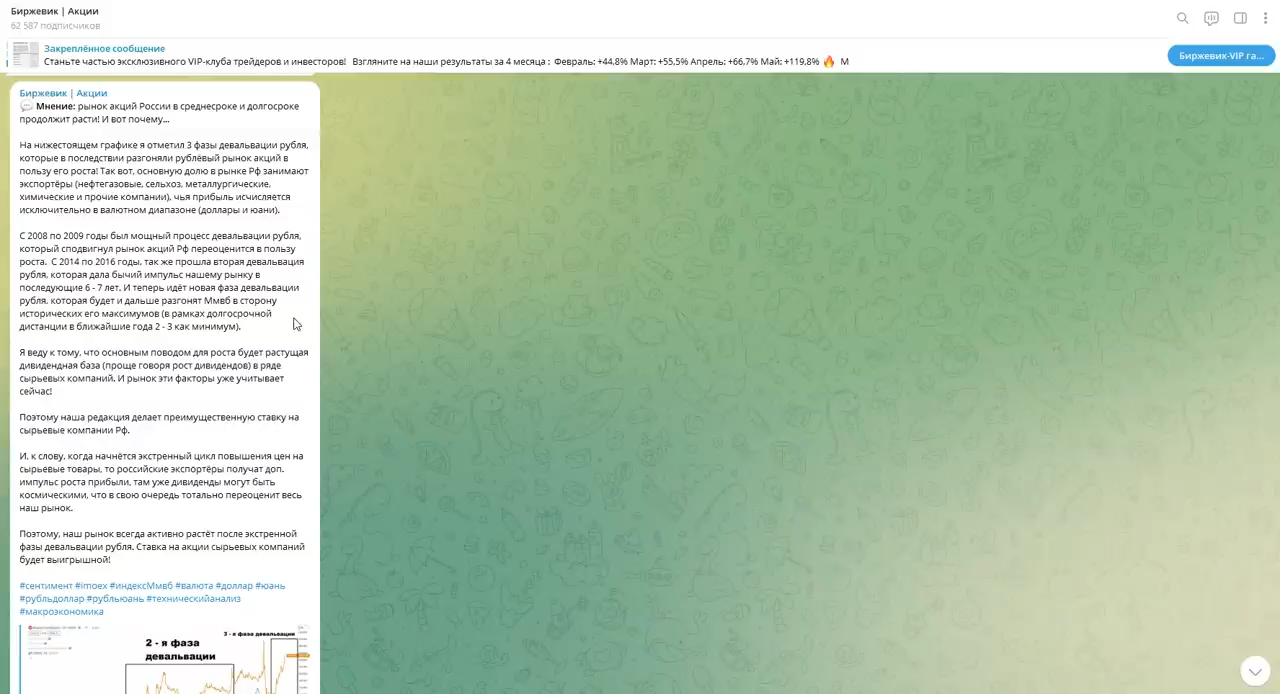 Биржевик | Акции
62 587 подписчиков
Закреплённое сообщение
Станьте частью эксклюзивного VIP-клуба трейдеров и инвесторов! Взгляните на наши результаты за 4 месяца : Февраль: +44,8% Март: +55,5% Апрель: +66,7% Май: +119,8% 🔥 М
Биржевик-VIP га...
Биржевик | Акции
💬 Мнение: рынок акций России в среднесроке и долгосроке
продолжит расти! И вот почему...
На нижестоящем графике я отметил 3 фазы девальвации рубля,
которые в последствии разгоняли рублёвый рынок акций в
пользу его роста! Так вот, основную долю в рынке Рф занимают
экспортёры (нефтегазовые, сельхоз, металлургические,
химические и прочие компании), чья прибыль исчисляется
исключительно в валютном диапазоне (доллары и юани).
С 2008 по 2009 годы был мощный процесс девальвации рубля,
который сподвигнул рынок акций Рф переоценится в пользу
роста. С 2014 по 2016 годы, так же прошла вторая девальвация
рубля, которая дала бычий импульс нашему рынку в
последующие 6 - 7 лет. И теперь идёт новая фаза девальвации
рубля, которая будет и дальше разгонят Ммвб в сторону
исторических его максимумов (в рамках долгосрочной
дистанции в ближайшие года 2 - 3 как минимум).
Я веду к тому, что основным поводом для роста будет растущая
дивидендная база (проще говоря рост дивидендов) в ряде
сырьевых компаний. И рынок эти факторы уже учитывает
сейчас!
Поэтому наша редакция делает преимущественную ставку на
сырьевые компании Рф.
И, к слову, когда начнётся экстренный цикл повышения цен на
сырьевые товары, то российские экспортёры получат доп.
импульс роста прибыли, там уже дивиденды могут быть
космическими, что в свою очередь тотально переоценит весь
наш рынок.
Поэтому, наш рынок всегда активно растёт после экстренной
фазы девальвации рубля. Ставка на акции сырьевых компаний
будет выигрышной!
#сентимент #imoex #индексМмвб #валюта #доллар #юань
#рубльдоллар #рубльюань #техническийанализ
#макроэкономика
3 - я фаза девальвации
2 - я фаза
девальвации